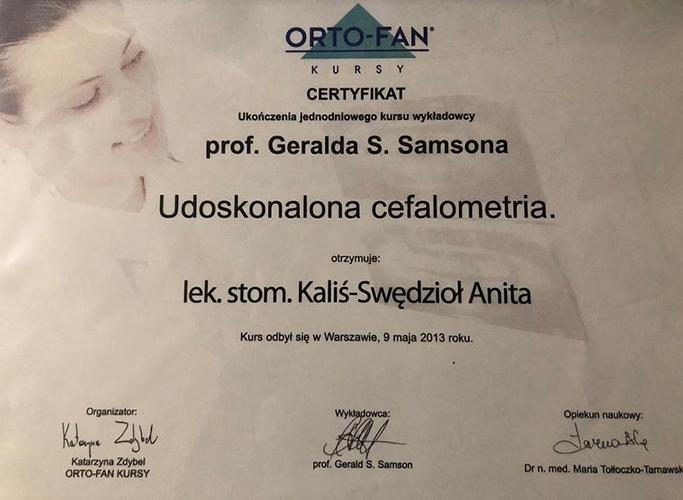 ORTO-FAN®
KURSY
CERTYFIKAT
Ukończenia jednodniowego kursu wykładowcy
prof. Geralda S. Samsona
Udoskonalona cefalometria.
otrzymuje:
lek. stom. Kaliś-Swędzioł Anita
Kurs odbył się w Warszawie, 9 maja 2013 roku.
Organizator:
Katarzyna Zdybel
Katarzyna Zdybel
ORTO-FAN KURSY
Wykładowca:
prof. Gerald S. Samson
Opiekun naukowy:
Dr n. med. Maria Tołłoczko-Tarnawsk